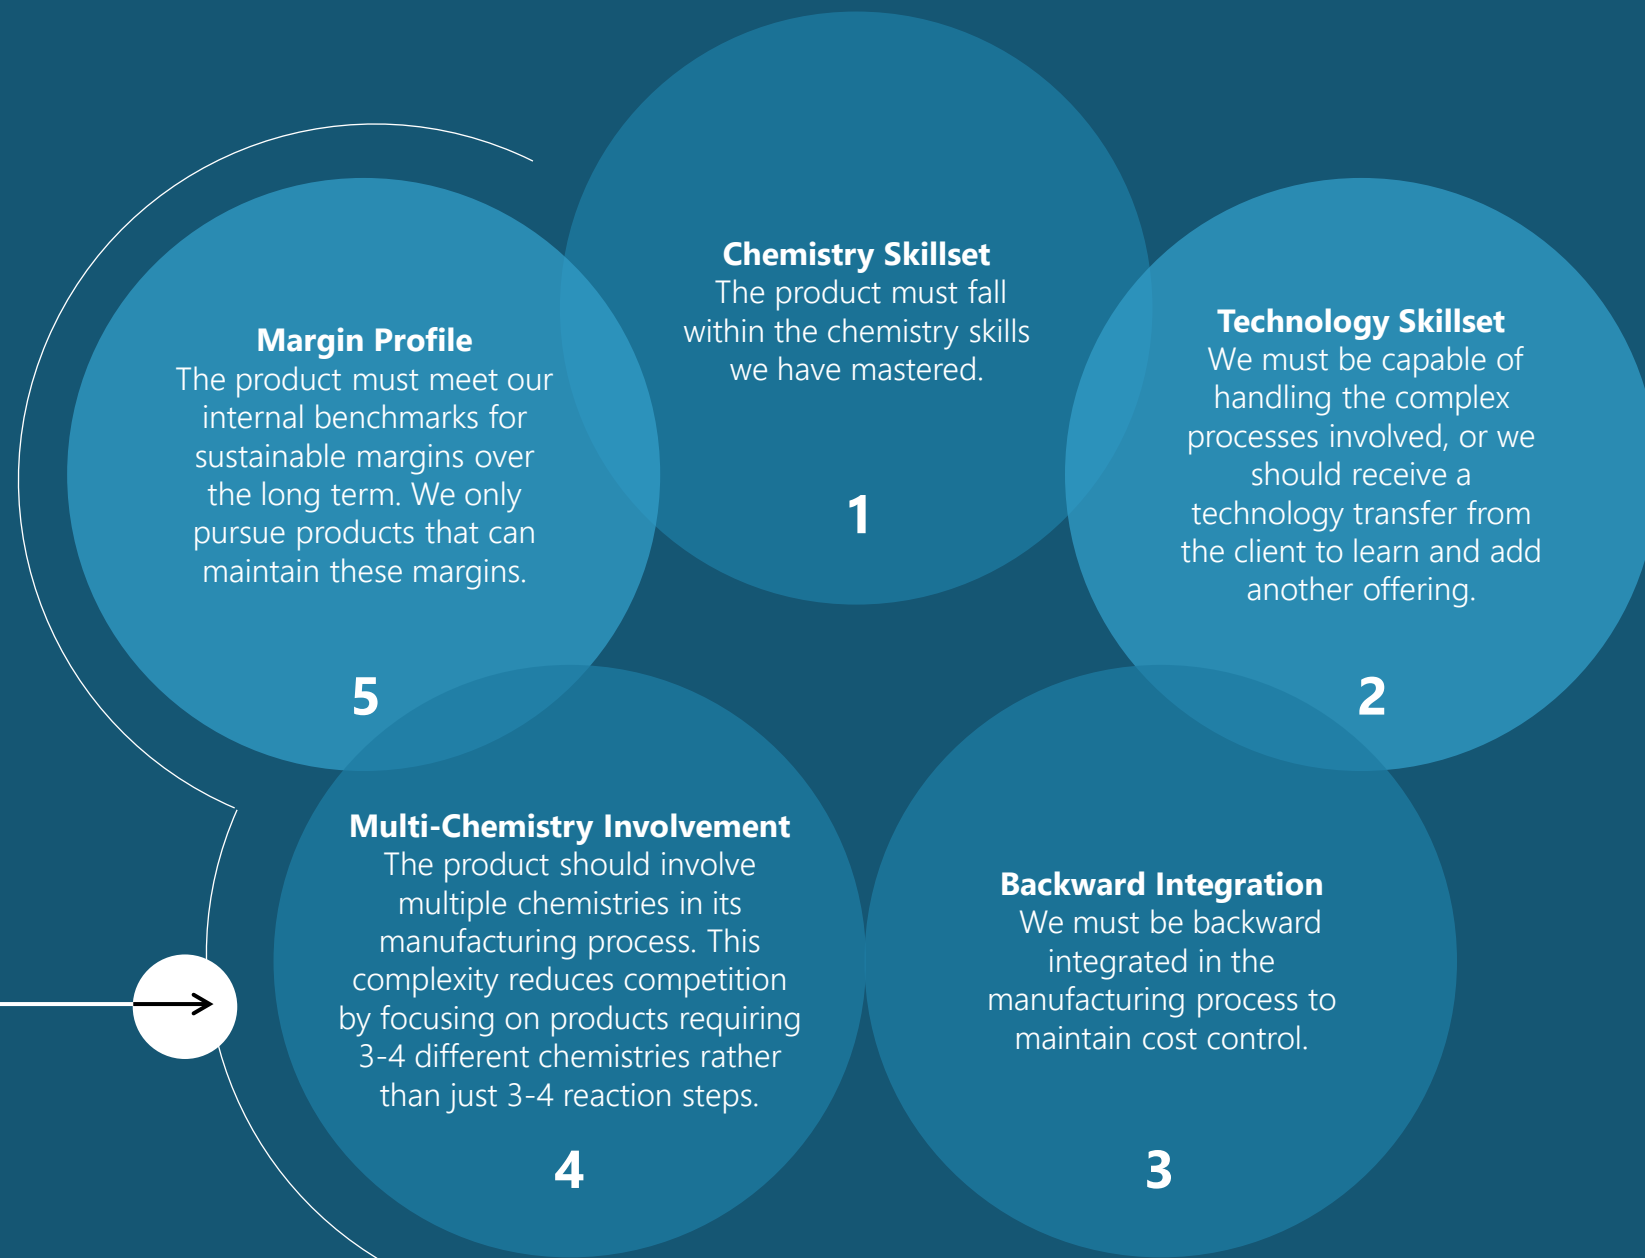 Chemistry Skillset
The product must fall
within the chemistry skills
we have mastered.
1
Technology Skillset
We must be capable of
handling the complex
processes involved, or we
should receive a
technology transfer from
the client to learn and add
another offering.
2
Backward Integration
We must be backward
integrated in the
manufacturing process to
maintain cost control.
3
Multi-Chemistry Involvement
The product should involve
multiple chemistries in its
manufacturing process. This
complexity reduces competition
by focusing on products requiring
3-4 different chemistries rather
than just 3-4 reaction steps.
4
Margin Profile
The product must meet our
internal benchmarks for
sustainable margins over
the long term. We only
pursue products that can
maintain these margins.
5